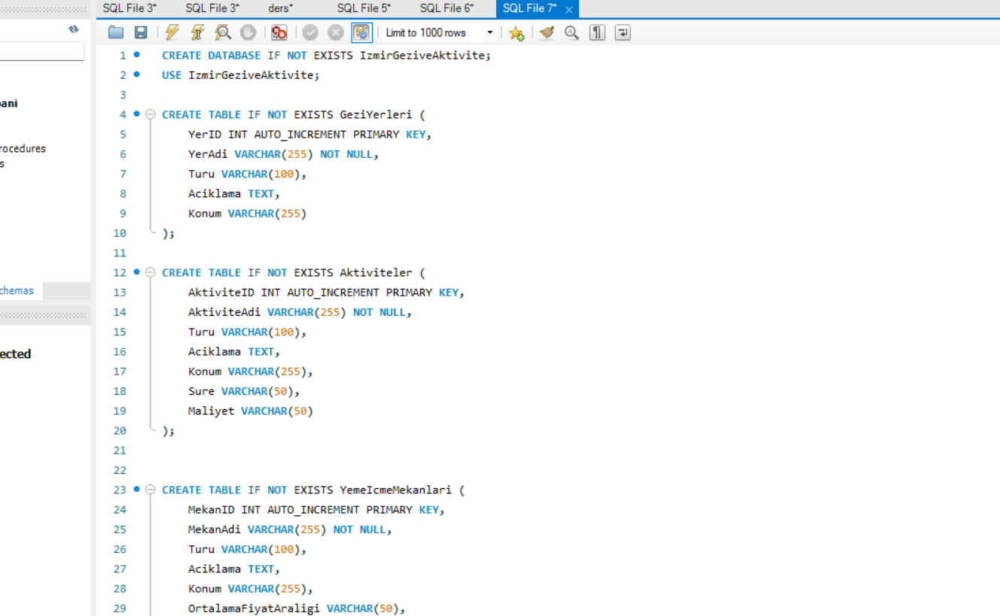 SQL File 3* SQL File 3* ders* SQL File 5* SQL File 6* SQL File 7*
Limit to 1000 rows
rocedures
chemas
1 CREATE DATABASE IF NOT EXISTS IzmirGeziveAktivite;
2 USE IzmirGeziveAktivite;
3
4 CREATE TABLE IF NOT EXISTS GeziYerleri (
5 YerID INT AUTO_INCREMENT PRIMARY KEY,
6 YerAdi VARCHAR(255) NOT NULL,
7 Turu VARCHAR(100),
8 Aciklama TEXT,
9 Konum VARCHAR(255)
10 );
11
12 CREATE TABLE IF NOT EXISTS Aktiviteler (
13 AktiviteID INT AUTO_INCREMENT PRIMARY KEY,
14 AktiviteAdi VARCHAR(255) NOT NULL,
15 Turu VARCHAR(100),
16 Aciklama TEXT,
17 Konum VARCHAR(255),
18 Sure VARCHAR(50),
19 Maliyet VARCHAR(50)
20 );
21
22
23 CREATE TABLE IF NOT EXISTS YemeIcmeMekanlari (
24 MekanID INT AUTO_INCREMENT PRIMARY KEY,
25 MekanAdi VARCHAR(255) NOT NULL,
26 Turu VARCHAR(100),
27 Aciklama TEXT,
28 Konum VARCHAR(255),
29 OrtalamaFiyatAraligi VARCHAR(50),